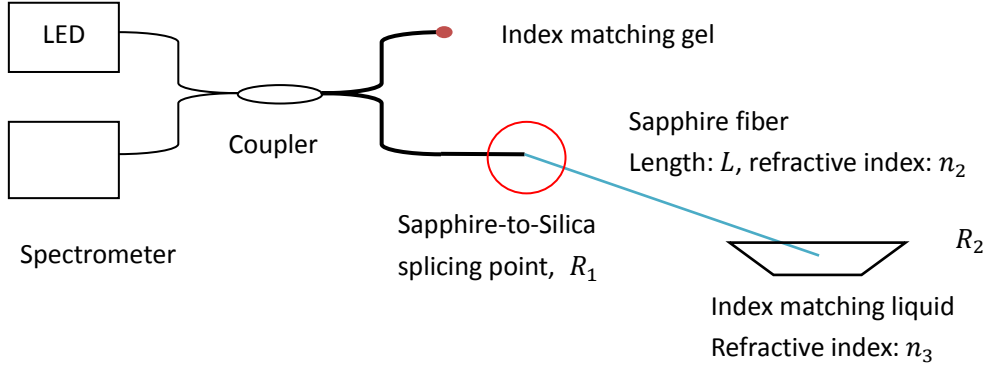 LED
Index matching gel
Coupler
Sapphire fiber
Length: L, refractive index: n₂
Spectrometer
Sapphire-to-Silica
splicing point, R₁
R₂
Index matching liquid
Refractive index: n₃